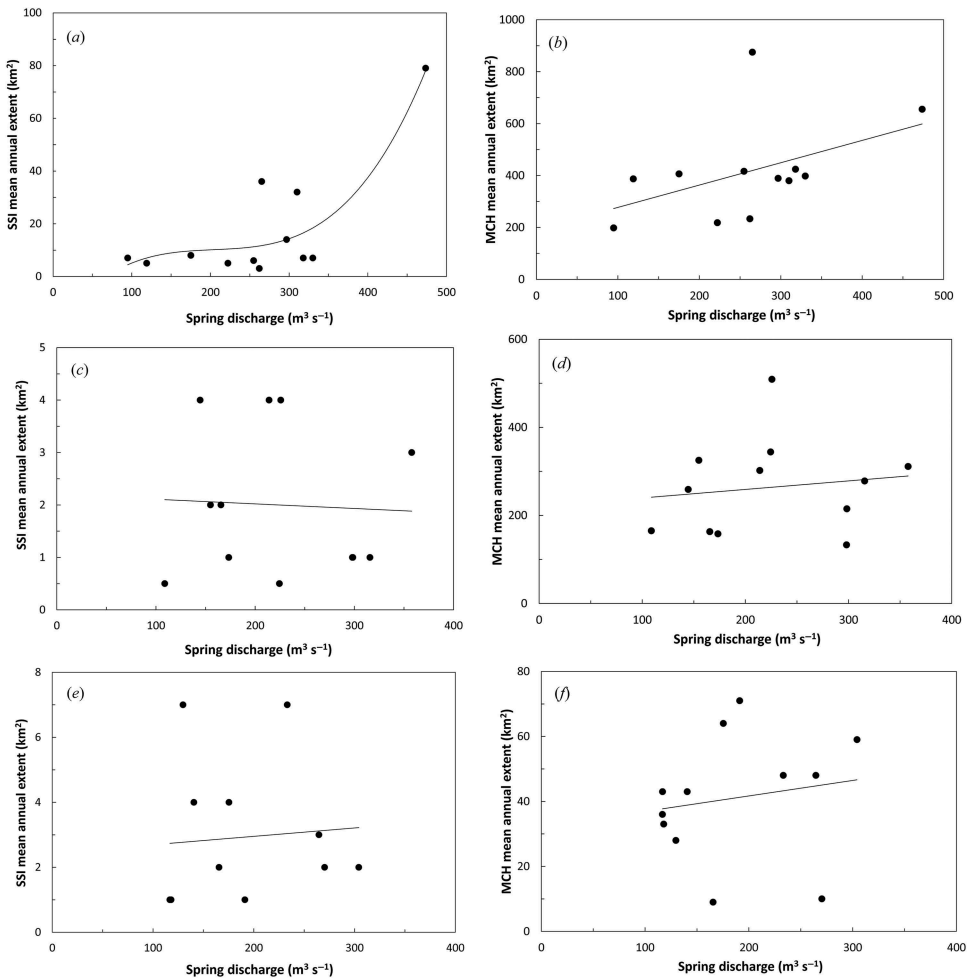 (a)
SSI mean annual extent (km²)
100
80
60
40
20
0
0 100 200 300 400 500
Spring discharge (m³ s⁻¹)
(b)
MCH mean annual extent (km²)
1000
800
600
400
200
0
0 100 200 300 400 500
Spring discharge (m³ s⁻¹)
(c)
SSI mean annual extent (km²)
5
4
3
2
1
0
0 100 200 300 400
Spring discharge (m³ s⁻¹)
(d)
MCH mean annual extent (km²)
600
400
200
0
0 100 200 300 400
Spring discharge (m³ s⁻¹)
(e)
SSI mean annual extent (km²)
8
6
4
2
0
0 100 200 300 400
Spring discharge (m³ s⁻¹)
(f)
MCH mean annual extent (km²)
80
60
40
20
0
0 100 200 300 400
Spring discharge (m³ s⁻¹)